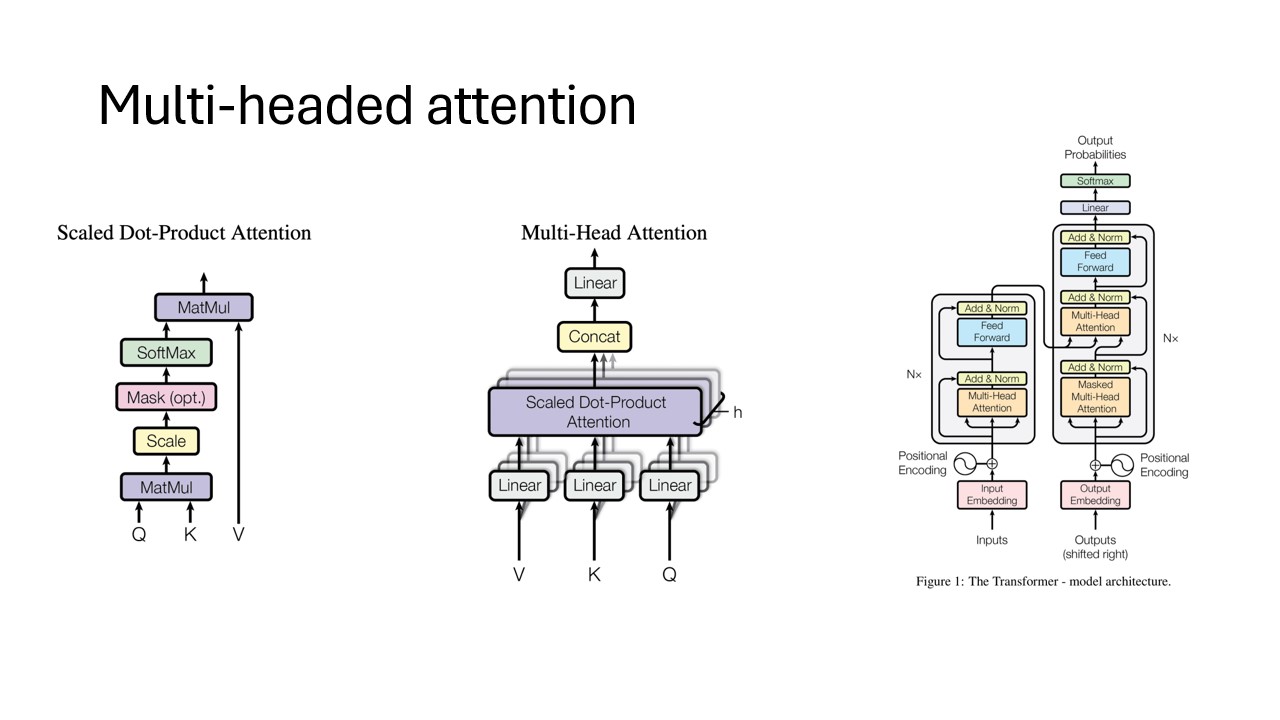 Multi-headed attention
Scaled Dot-Product Attention
MatMul
SoftMax
Mask (opt.)
Scale
MatMul
Q K V
Multi-Head Attention
Linear
Concat
Scaled Dot-Product
Attention
h
Linear Linear Linear
V K Q
Output
Probabilities
Softmax
Linear
Add & Norm
Feed
Forward
Add & Norm
Multi-Head
Attention
N×
Add & Norm
Masked
Multi-Head
Attention
Positional
Encoding
Output
Embedding
Outputs
(shifted right)
Add & Norm
Feed
Forward
N×
Add & Norm
Multi-Head
Attention
Positional
Encoding
Input
Embedding
Inputs
Figure 1: The Transformer - model architecture.